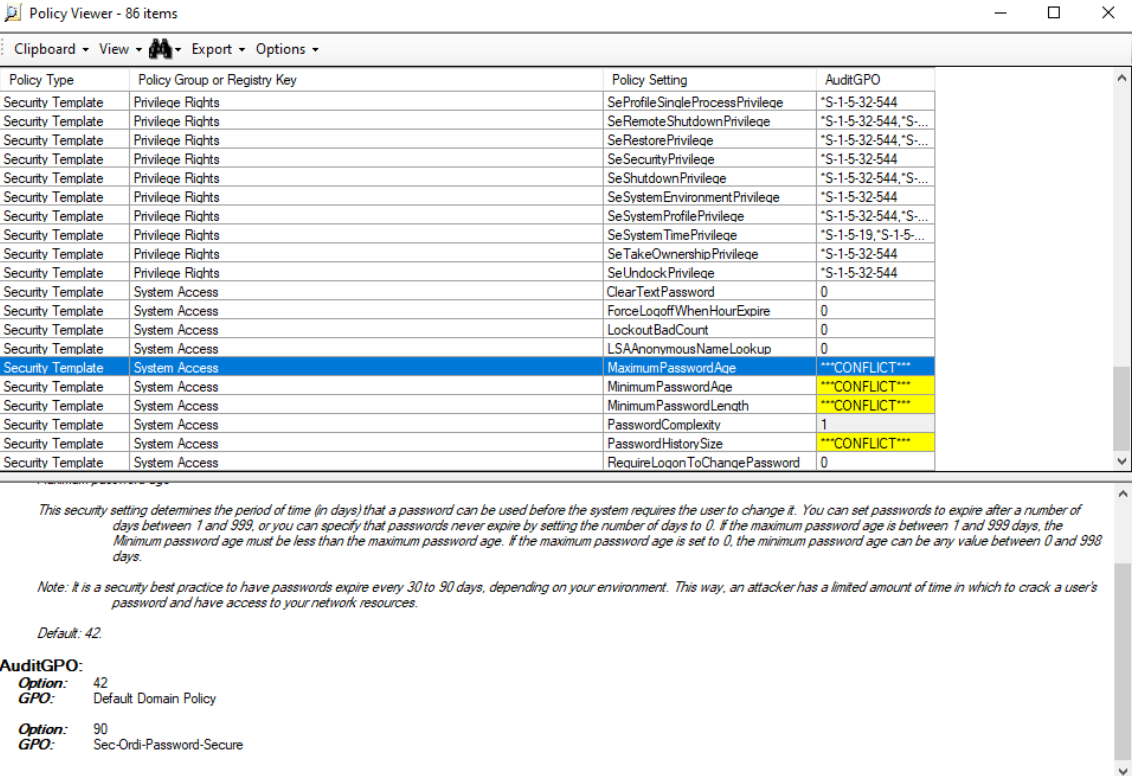 Policy Viewer - 86 items
Clipboard View Export Options
Policy Type Policy Group or Registry Key Policy Setting AuditGPO
Security Template Privilege Rights SeProfileSingleProcessPrivilege *S-1-5-32-544
Security Template Privilege Rights SeRemoteShutdownPrivilege *S-1-5-32-544,*S-...
Security Template Privilege Rights SeRestorePrivilege *S-1-5-32-544,*S-...
Security Template Privilege Rights SeSecurityPrivilege *S-1-5-32-544
Security Template Privilege Rights SeShutdownPrivilege *S-1-5-32-544,*S-...
Security Template Privilege Rights SeSystemEnvironmentPrivilege *S-1-5-32-544
Security Template Privilege Rights SeSystemProfilePrivilege *S-1-5-32-544,*S-...
Security Template Privilege Rights SeSystemTimePrivilege *S-1-5-19,*S-1-5-...
Security Template Privilege Rights SeTakeOwnershipPrivilege *S-1-5-32-544
Security Template Privilege Rights SeUndockPrivilege *S-1-5-32-544
Security Template System Access ClearTextPassword 0
Security Template System Access ForceLogoffWhenHourExpire 0
Security Template System Access LockoutBadCount 0
Security Template System Access LSAAnonymousNameLookup 0
Security Template System Access MaximumPasswordAge ***CONFLICT***
Security Template System Access MinimumPasswordAge ***CONFLICT***
Security Template System Access MinimumPasswordLength ***CONFLICT***
Security Template System Access PasswordComplexity 1
Security Template System Access PasswordHistorySize ***CONFLICT***
Security Template System Access RequireLogonToChangePassword 0
Maximum password age
This security setting determines the period of time (in days) that a password can be used before the system requires the user to change it. You can set passwords to expire after a number of
days between 1 and 999, or you can specify that passwords never expire by setting the number of days to 0. If the maximum password age is between 1 and 999 days, the
Minimum password age must be less than the maximum password age. If the maximum password age is set to 0, the minimum password age can be any value between 0 and 998
days.
Note: It is a security best practice to have passwords expire every 30 to 90 days, depending on your environment. This way, an attacker has a limited amount of time in which to crack a user's
password and have access to your network resources.
Default: 42.
AuditGPO:
Option: 42
GPO: Default Domain Policy
Option: 90
GPO: Sec-Ordi-Password-Secure